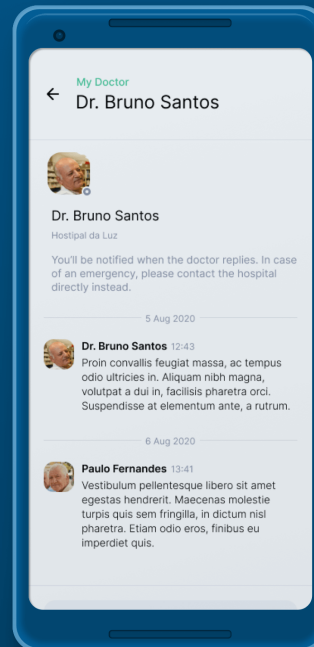 My Doctor
Dr. Bruno Santos
Dr. Bruno Santos
Hostipal da Luz
You'll be notified when the doctor replies. In case
of an emergency, please contact the hospital
directly instead.
5 Aug 2020
Dr. Bruno Santos 12:43
Proin convallis feugiat massa, ac tempus
odio ultricies in. Aliquam nibh magna,
volutpat a dui in, facilisis pharetra orci.
Suspendisse at elementum ante, a rutrum.
6 Aug 2020
Paulo Fernandes 13:41
Vestibulum pellentesque libero sit amet
egestas hendrerit. Maecenas molestie
turpis quis sem fringilla, in dictum nisl
pharetra. Etiam odio eros, finibus eu
imperdiet quis.